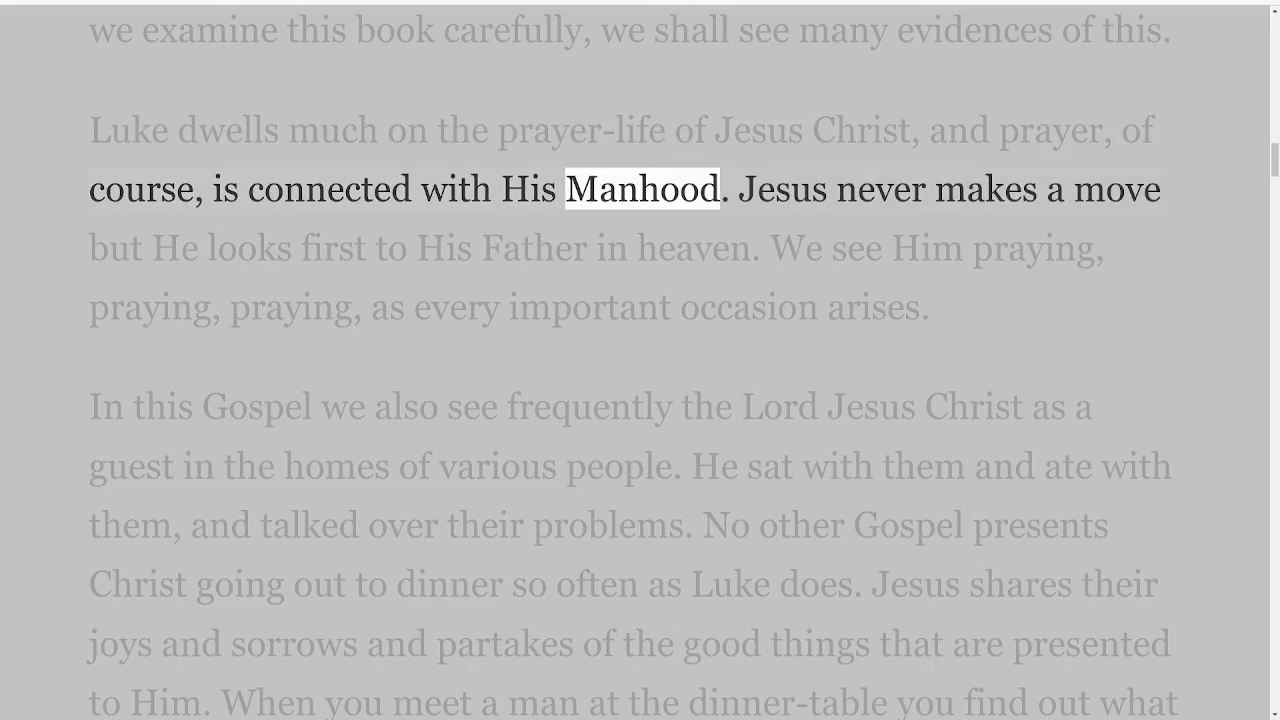 we examine this book carefully, we shall see many evidences of this.
Luke dwells much on the prayer-life of Jesus Christ, and prayer, of
course, is connected with His Manhood. Jesus never makes a move
but He looks first to His Father in heaven. We see Him praying,
praying, praying, as every important occasion arises.
In this Gospel we also see frequently the Lord Jesus Christ as a
guest in the homes of various people. He sat with them and ate with
them, and talked over their problems. No other Gospel presents
Christ going out to dinner so often as Luke does. Jesus shares their
joys and sorrows and partakes of the good things that are presented
to Him. When you meet a man at the dinner-table you find out what